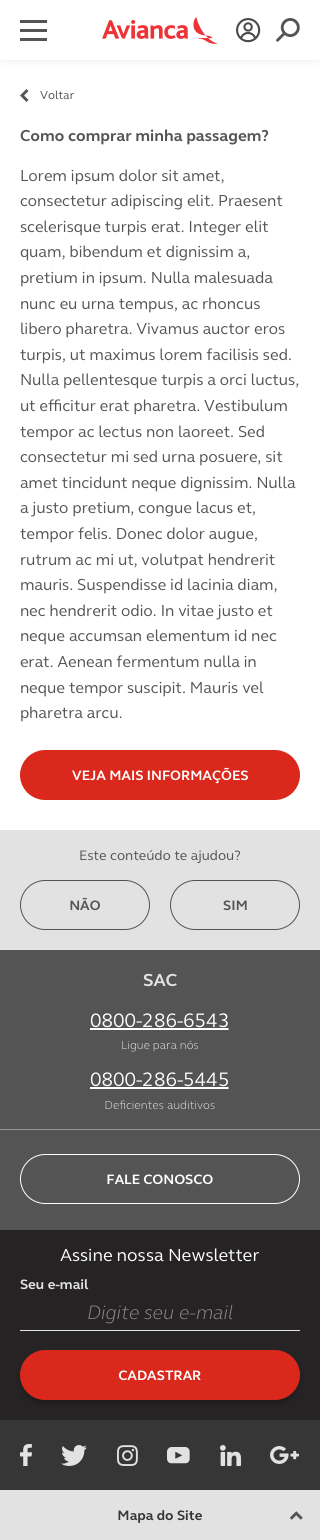 Avianca
Voltar
Como comprar minha passagem?
Lorem ipsum dolor sit amet,
consectetur adipiscing elit. Praesent
scelerisque turpis erat. Integer elit
quam, bibendum et dignissim a,
pretium in ipsum. Nulla malesuada
nunc eu urna tempus, ac rhoncus
libero pharetra. Vivamus auctor eros
turpis, ut maximus lorem facilisis sed.
Nulla pellentesque turpis a orci luctus,
ut efficitur erat pharetra. Vestibulum
tempor ac lectus non laoreet. Sed
consectetur mi sed urna posuere, sit
amet tincidunt neque dignissim. Nulla
a justo pretium, congue lacus et,
tempor felis. Donec dolor augue,
rutrum ac mi ut, volutpat hendrerit
mauris. Suspendisse id lacinia diam,
nec hendrerit odio. In vitae justo et
neque accumsan elementum id nec
erat. Aenean fermentum nulla in
neque tempor suscipit. Mauris vel
pharetra arcu.
VEJA MAIS INFORMAÇÕES
Este conteúdo te ajudou?
NÃO SIM
SAC
0800-286-6543
Ligue para nós
0800-286-5445
Deficientes auditivos
FALE CONOSCO
Assine nossa Newsletter
Seu e-mail
Digite seu e-mail
CADASTRAR
Mapa do Site